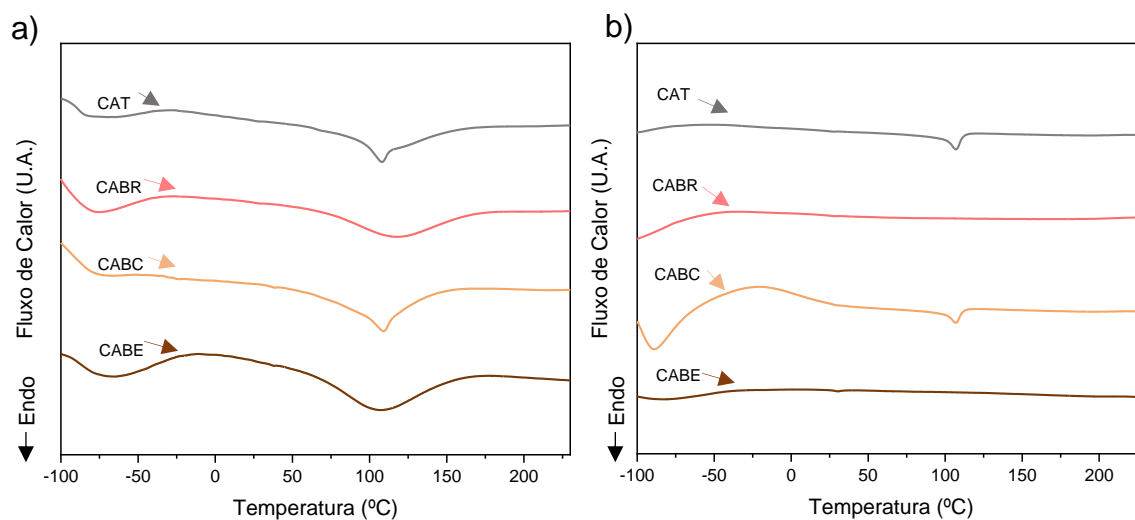 a)
CAT
CABR
CABC
CABE
Fluxo de Calor (U.A.)
Endo
-100 -50 0 50 100 150 200
Temperatura (ºC)
b)
CAT
CABR
CABC
CABE
Fluxo de Calor (U.A.)
Endo
-100 -50 0 50 100 150 200
Temperatura (ºC)